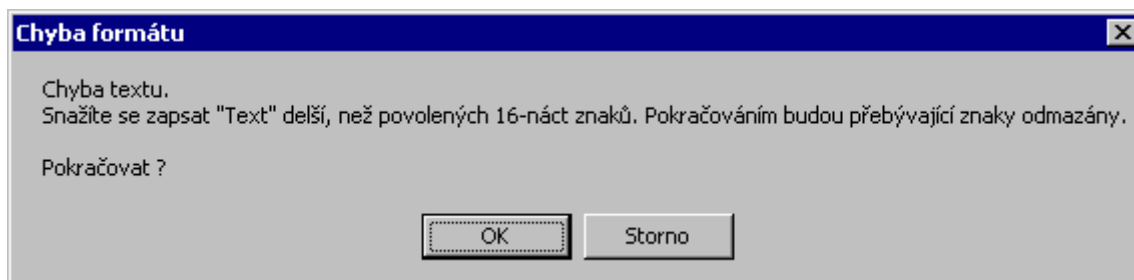 Chyba formátu
Chyba textu.
Snažíte se zapsat "Text" delší, než povolených 16-náct znaků. Pokračováním budou přebývající znaky odmazány.
Pokračovat ?
OK
Storno